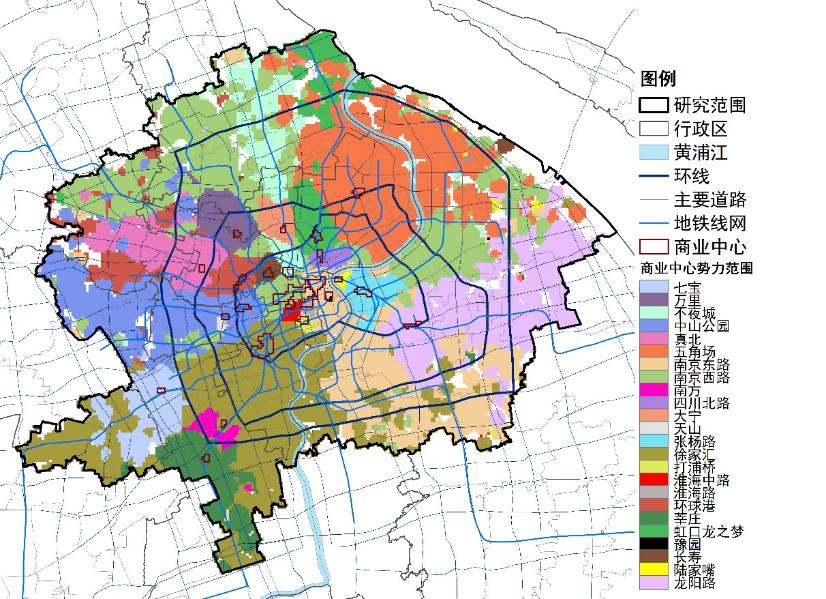 图例
研究范围
行政区
黄浦江
环线
主要道路
地铁线网
商业中心
商业中心势力范围
七宝
万里
不夜城
中山公园
真北
五角场
南京东路
南京西路
南方
四川北路
大宁
天山
张杨路
徐家汇
打浦桥
淮海中路
淮海路
环球港
莘庄
虹口龙之梦
豫园
长寿
陆家嘴
龙阳路